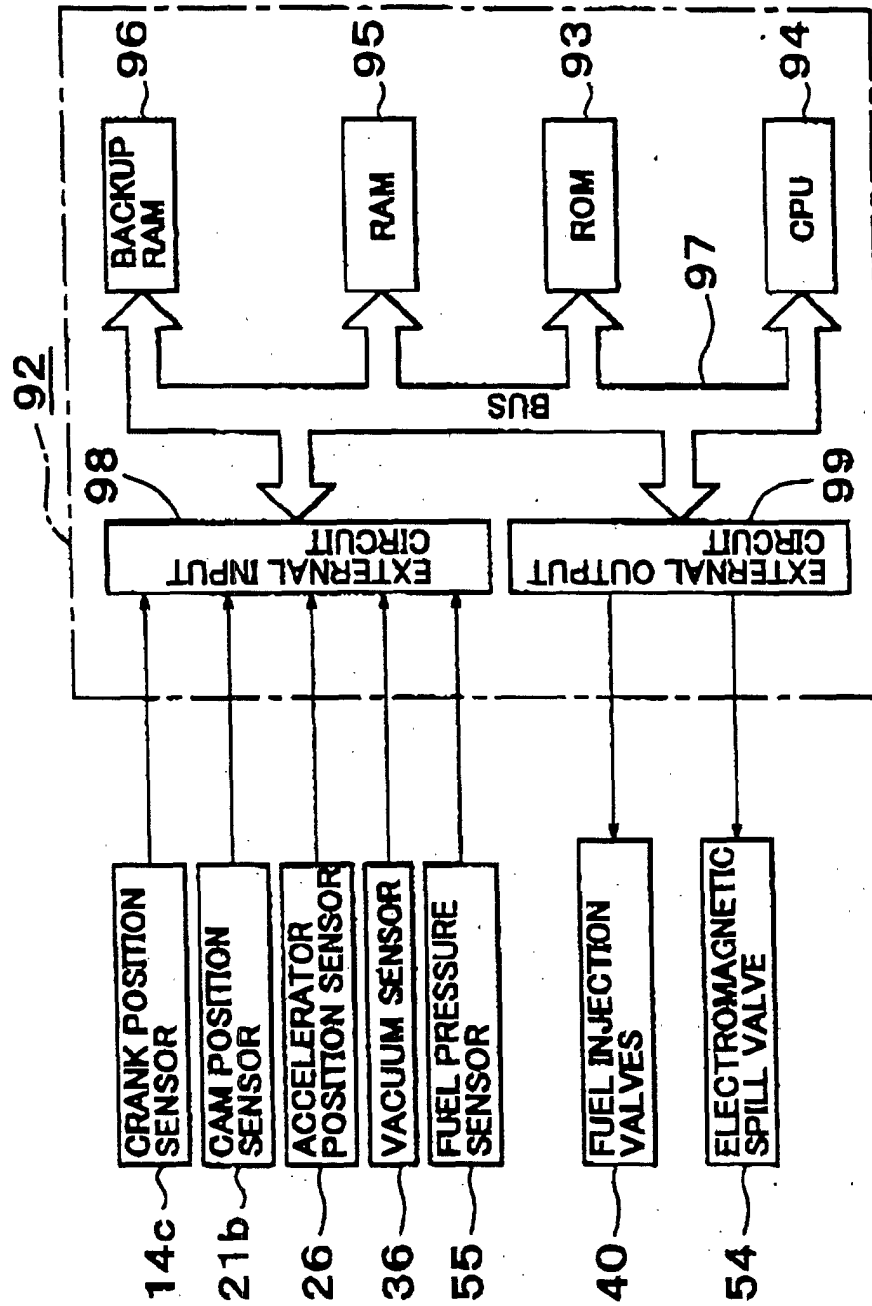 92
CRANK POSITION
SENSOR
14c
CAM POSITION
SENSOR
21b
ACCELERATOR
POSITION SENSOR
26
VACUUM SENSOR
36
FUEL PRESSURE
SENSOR
55
FUEL INJECTION
VALVES
40
ELECTROMAGNETIC
SPILL VALVE
54
EXTERNAL INPUT
CIRCUIT
98
EXTERNAL OUTPUT
CIRCUIT
99
BUS
97
BACKUP
RAM
96
RAM
95
ROM
93
CPU
94